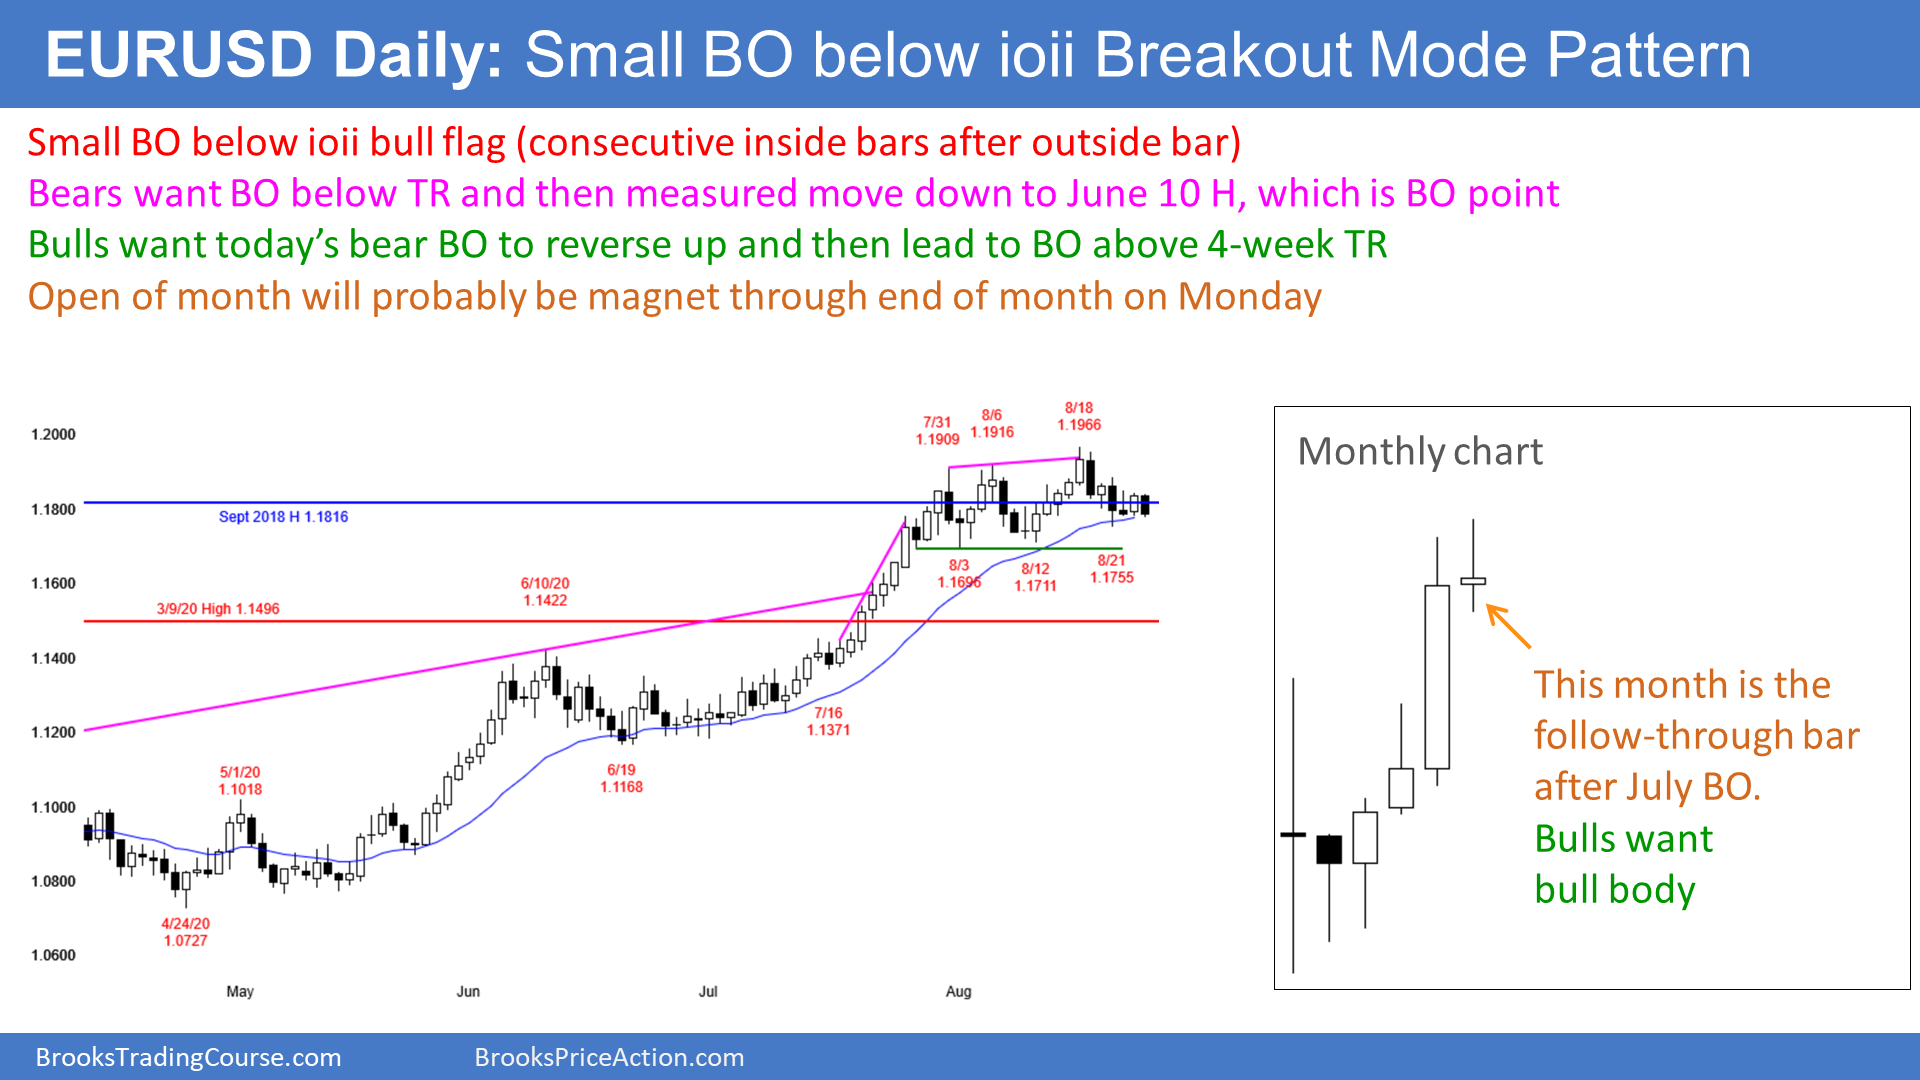 EURUSD Daily: Small BO below ioii Breakout Mode Pattern
Small BO below ioii bull flag (consecutive inside bars after outside bar)
Bears want BO below TR and then measured move down to June 10 H, which is BO point
Bulls want today’s bear BO to reverse up and then lead to BO above 4-week TR
Open of month will probably be magnet through end of month on Monday
1.2000
1.1800
1.1600
1.1400
1.1200
1.1000
1.0800
1.0600
Sept 2018 H 1.1816
3/9/20 High 1.1496
4/24/20
1.0727
5/1/20
1.1018
6/10/20
1.1422
6/19
1.1168
7/16
1.1371
7/31
1.1909
8/3
1.1696
8/6
1.1916
8/12
1.1711
8/18
1.1966
8/21
1.1755
May
Jun
Jul
Aug
Monthly chart
This month is the
follow-through bar
after July BO.
Bulls want
bull body
BrooksTradingCourse.com
BrooksPriceAction.com